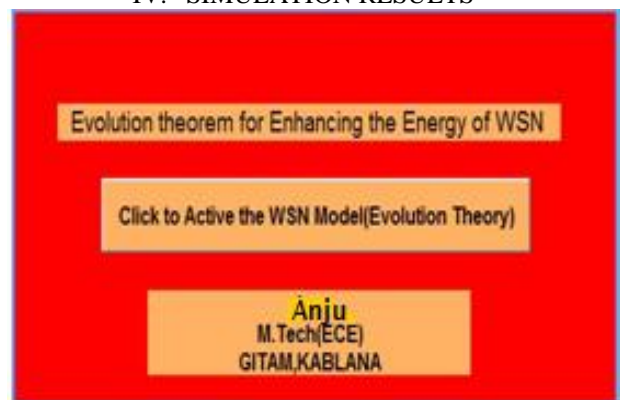 IV. SIMULATION RESULTS
Evolution theorem for Enhancing the Energy of WSN
Click to Active the WSN Model(Evolution Theory)
Anju
M.Tech(ECE)
GITAM,KABLANA